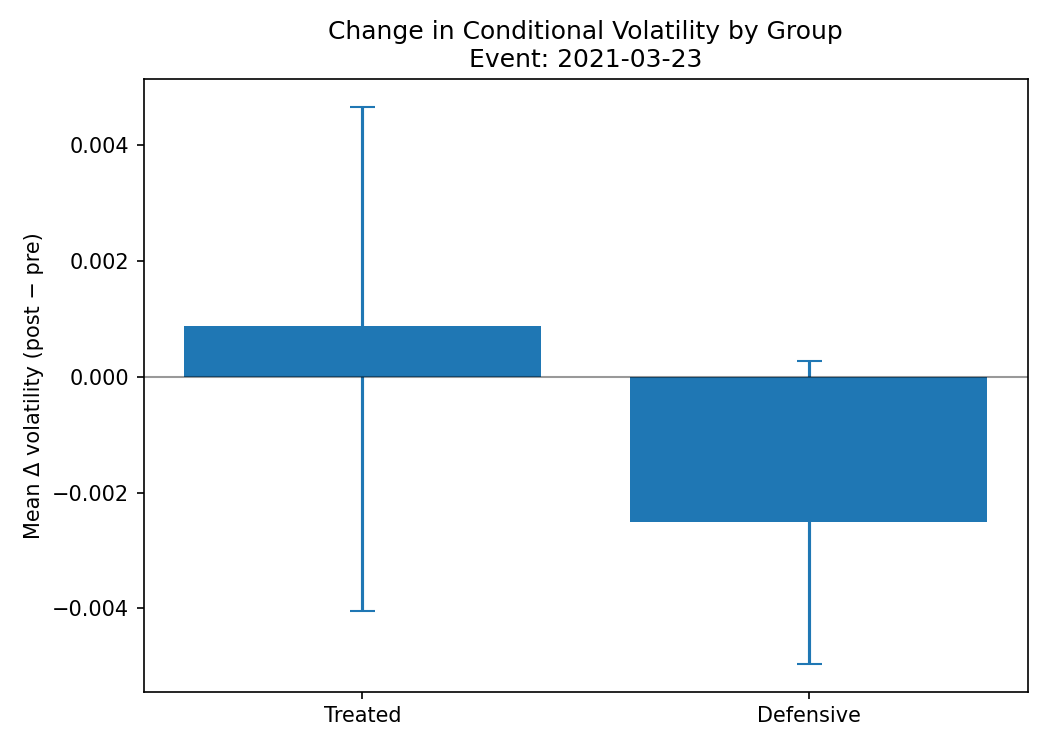 Change in Conditional Volatility by Group
Event: 2021-03-23
Mean Δ volatility (post − pre)
0.004
0.002
0.000
−0.002
−0.004
Treated
Defensive